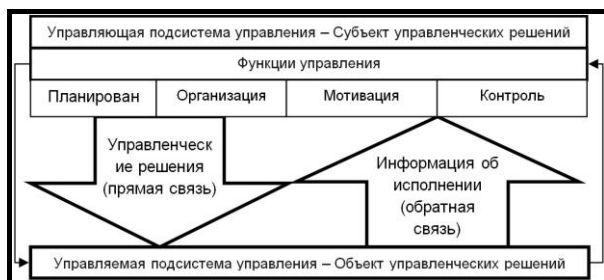 Управляющая подсистема управления – Субъект управленческих решений
Функции управления
Планирован
Организация
Мотивация
Контроль
Управленческ
ие решения
(прямая связь)
Информация об
исполнении
(обратная
связь)
Управляемая подсистема управления – Объект управленческих решений